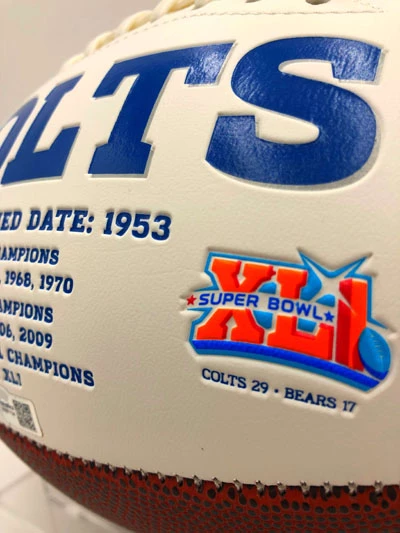 OLTS
ED DATE: 1953
AMPIONS
, 1968, 1970
AMPIONS
06, 2009
L CHAMPIONS
XLI
XLI
SUPER BOWL
COLTS 29 • BEARS 17